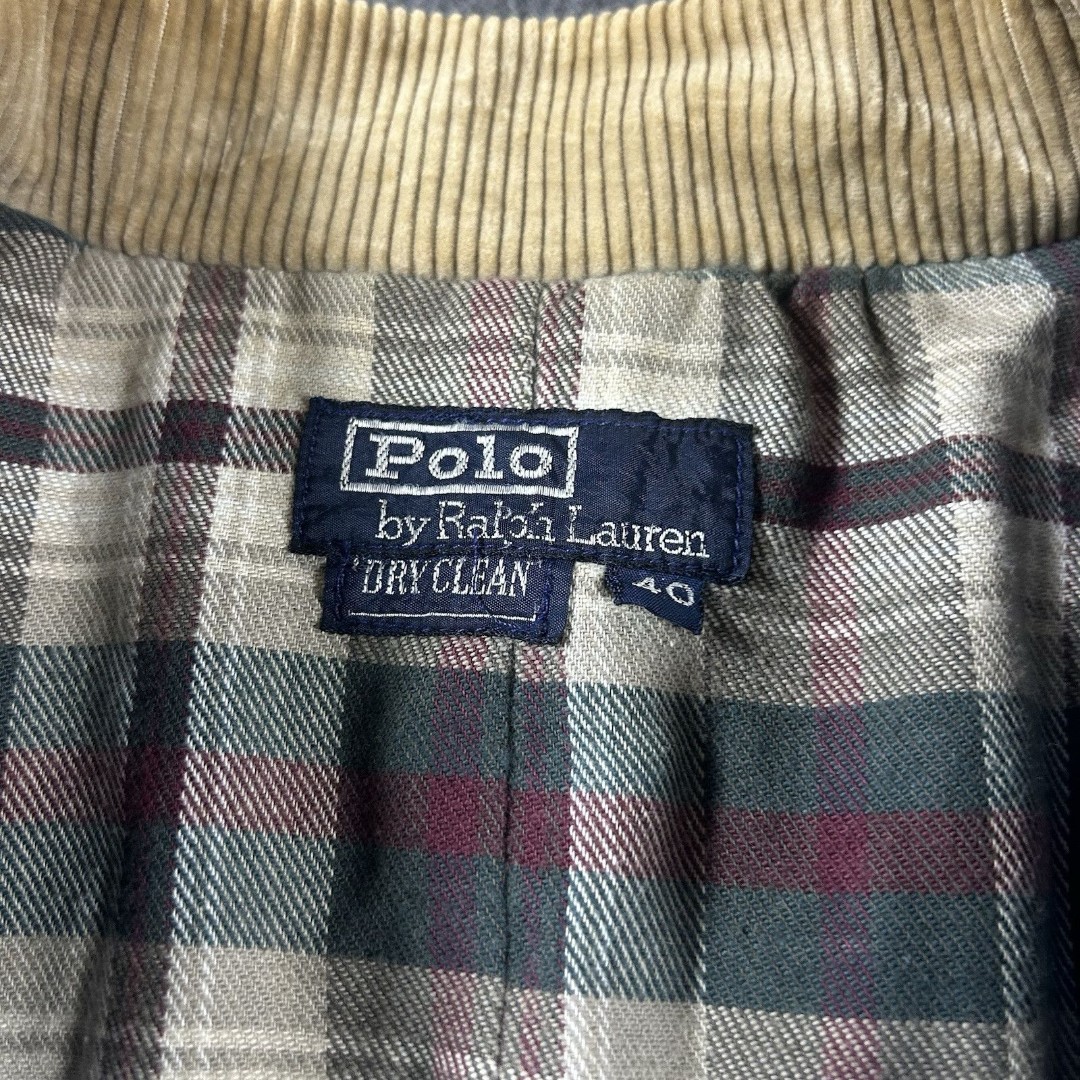 Polo
by Ralph Lauren
"DRY CLEAN"
40